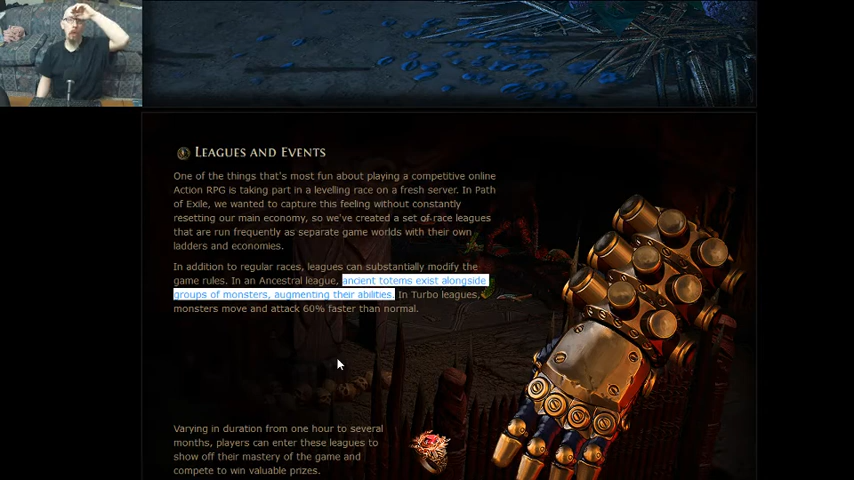 LEAGUES AND EVENTS
One of the things that's most fun about playing a competitive online
Action RPG is taking part in a levelling race on a fresh server. In Path
of Exile, we wanted to capture this feeling without constantly
resetting our main economy, so we've created a set of race leagues
that are run frequently as separate game worlds with their own
ladders and economies.
In addition to regular races, leagues can substantially modify the
game rules. In an Ancestral league, ancient totems exist alongside
groups of monsters, augmenting their abilities. In Turbo leagues,
monsters move and attack 60% faster than normal.
Varying in duration from one hour to several
months, players can enter these leagues to
show off their mastery of the game and
compete to win valuable prizes.